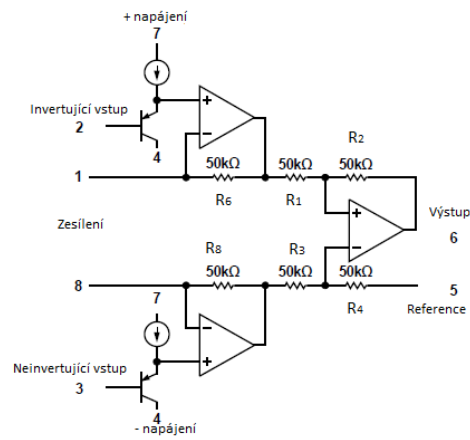 + napájení
7
Invertující vstup
2
+
-
4
R2
1
50kΩ
50kΩ
50kΩ
R6
R1
+
-
Výstup
6
Zesílení
R8
R3
50kΩ
50kΩ
50kΩ
5
8
R4
Reference
7
-
+
Neinvertující vstup
3
4
- napájení